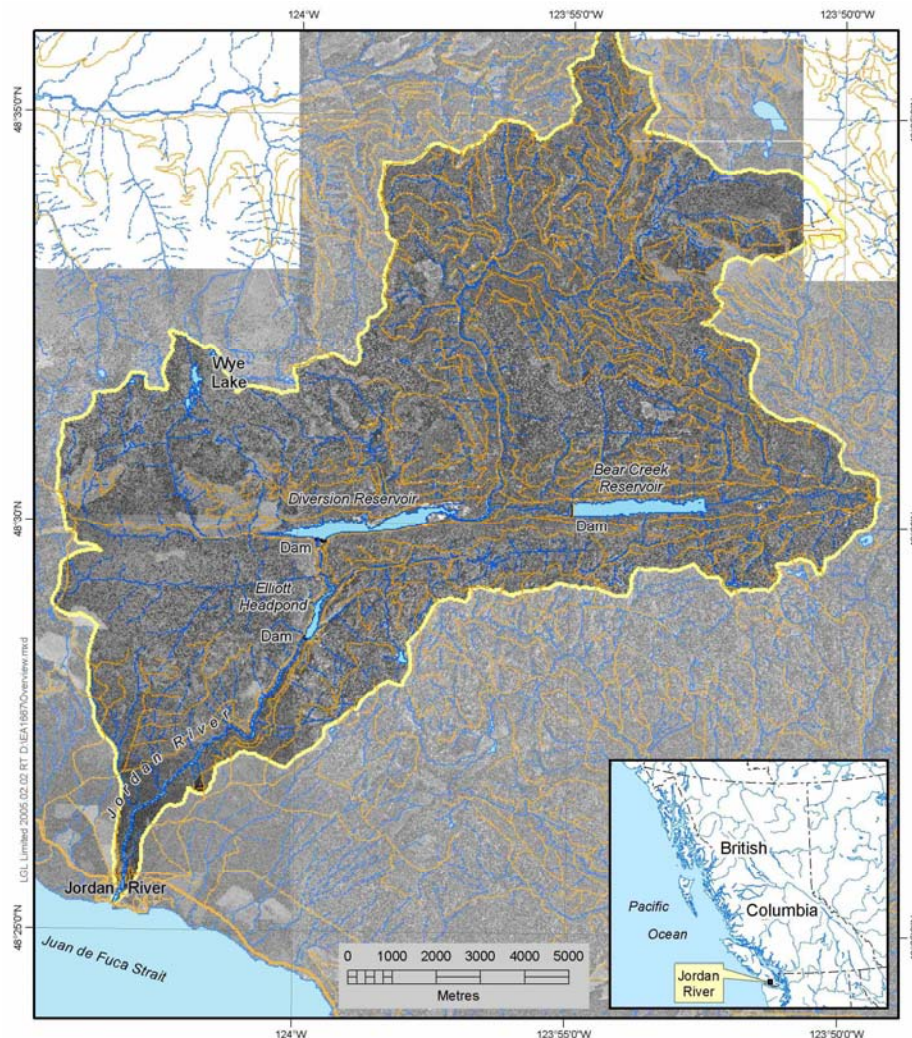 124°W
123°55'0"W
123°50'0"W
48°35'0"N
Wye
Lake
Bear Creek
Reservoir
Diversion Reservoir
48°30'N
Dam
Dam
Elliott
Headpond
Dam
Jordan River
LGL Limited 2005.02.02 RT D:\EA1667\Overview.mxd
British
Columbia
Pacific
Ocean
Jordan
River
Jordan River
48°25'N
Juan de Fuca Strait
0 1000 2000 3000 4000 5000
Metres
124°W
123°55'0"W
123°50'0"W